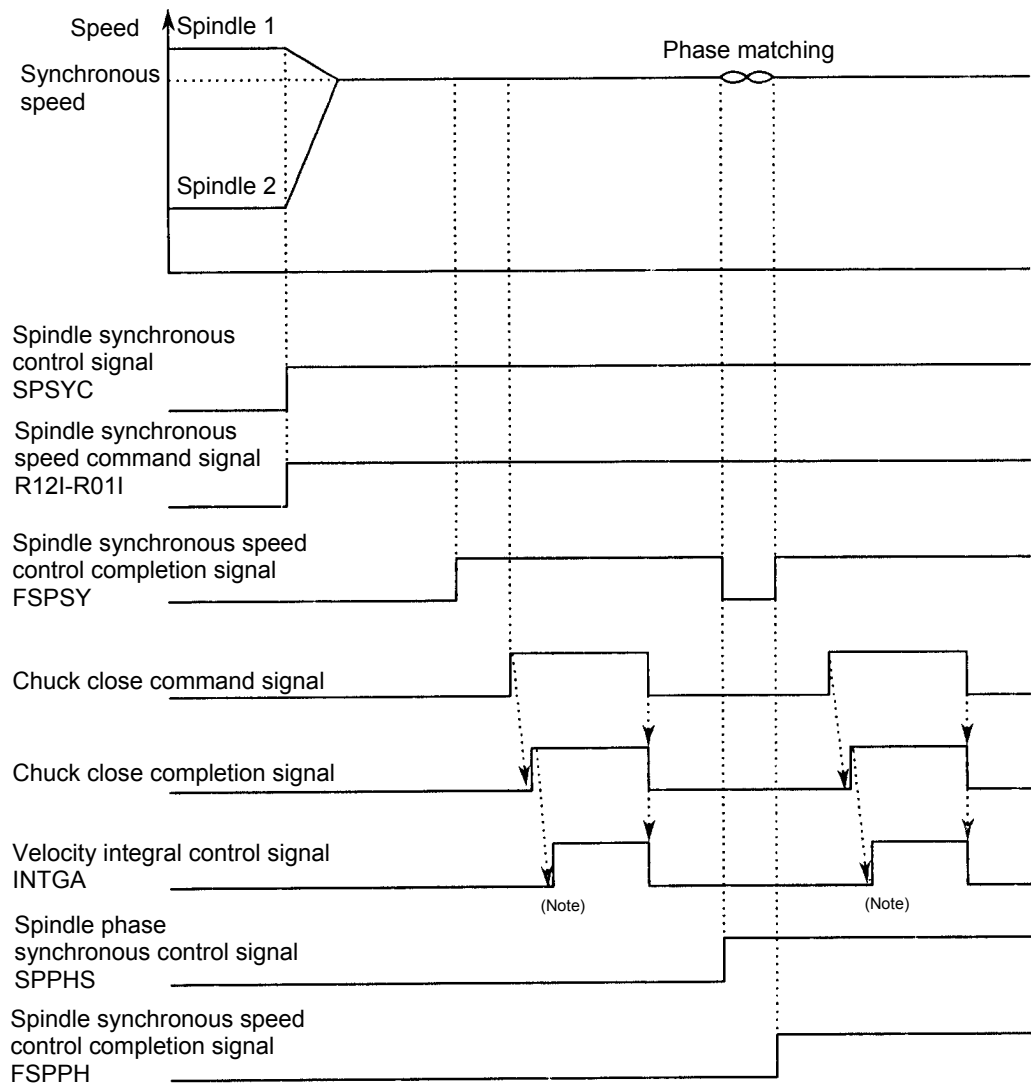 Speed
Spindle 1
Phase matching
Synchronous
speed
Spindle 2
Spindle synchronous
control signal
SPSYC
Spindle synchronous
speed command signal
R12I-R01I
Spindle synchronous speed
control completion signal
FSPSY
Chuck close command signal
Chuck close completion signal
Velocity integral control signal
INTGA
(Note)
(Note)
Spindle phase
synchronous control signal
SPPHS
Spindle synchronous speed
control completion signal
FSPPH